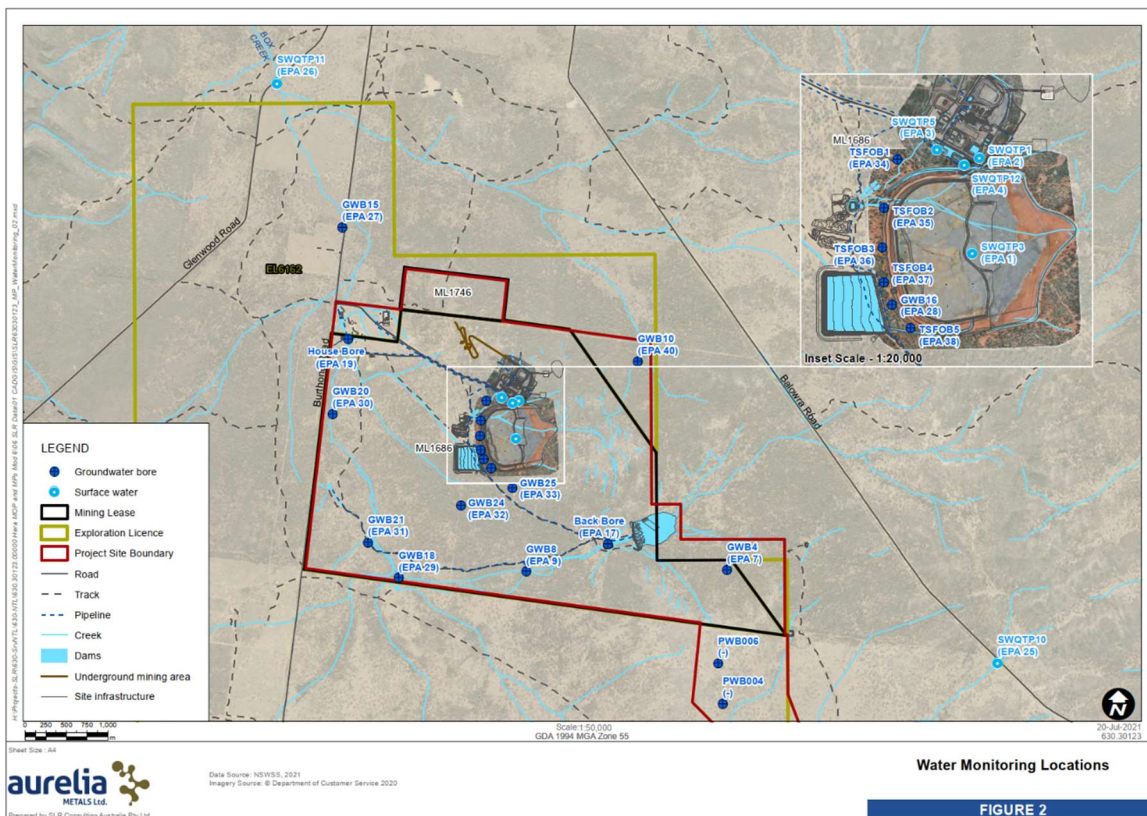 BOX
CREEK
SWQTP11
(EPA 26)
GWB15
(EPA 27)
Glenwood Road
EL6162
ML1746
House Bore
(EPA 19)
GWB10
(EPA 40)
GWB20
(EPA 30)
Balowra Road
ML1686
GWB25
(EPA 33)
GWB24
(EPA 32)
GWB21
(EPA 31)
Back Bore
(EPA 17)
GWB18
(EPA 29)
GWB8
(EPA 9)
GWB4
(EPA 7)
PWB006
(-)
PWB004
(-)
SWQTP10
(EPA 25)
SWQTP5
(EPA 3)
ML1686
TSFOB1
(EPA 34)
SWQTP1
(EPA 2)
SWQTP12
(EPA 4)
TSFOB2
(EPA 35)
TSFOB3
(EPA 36)
SWQTP3
(EPA 1)
TSFOB4
(EPA 37)
GWB16
(EPA 28)
TSFOB5
(EPA 38)
Inset Scale - 1:20,000
LEGEND
Groundwater bore
Surface water
Mining Lease
Exploration Licence
Project Site Boundary
Road
Track
Pipeline
Creek
Dams
Underground mining area
Site infrastructure
0 250 500 750 1,000
m
Scale:1:50,000
GDA 1994 MGA Zone 55
N
20-Jul-2021
630.30123
Sheet Size : A4
aurelia
METALS Ltd.
Prepared by SLR Consulting Australia Pty Ltd
Data Source: NSWSS, 2021
Imagery Source: © Department of Customer Service 2020
Water Monitoring Locations
FIGURE 2